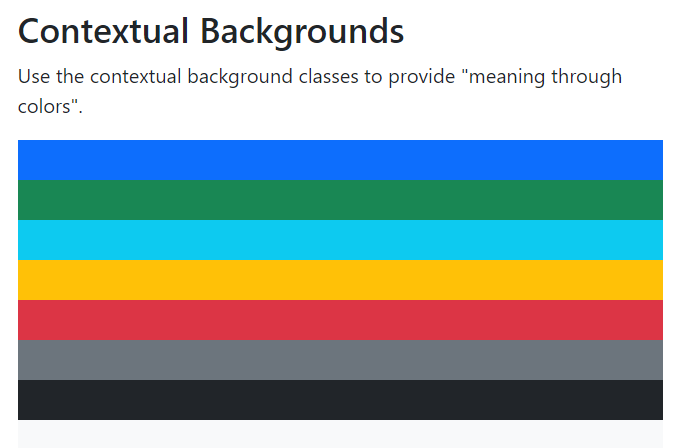 Contextual Backgrounds
Use the contextual background classes to provide "meaning through
colors".